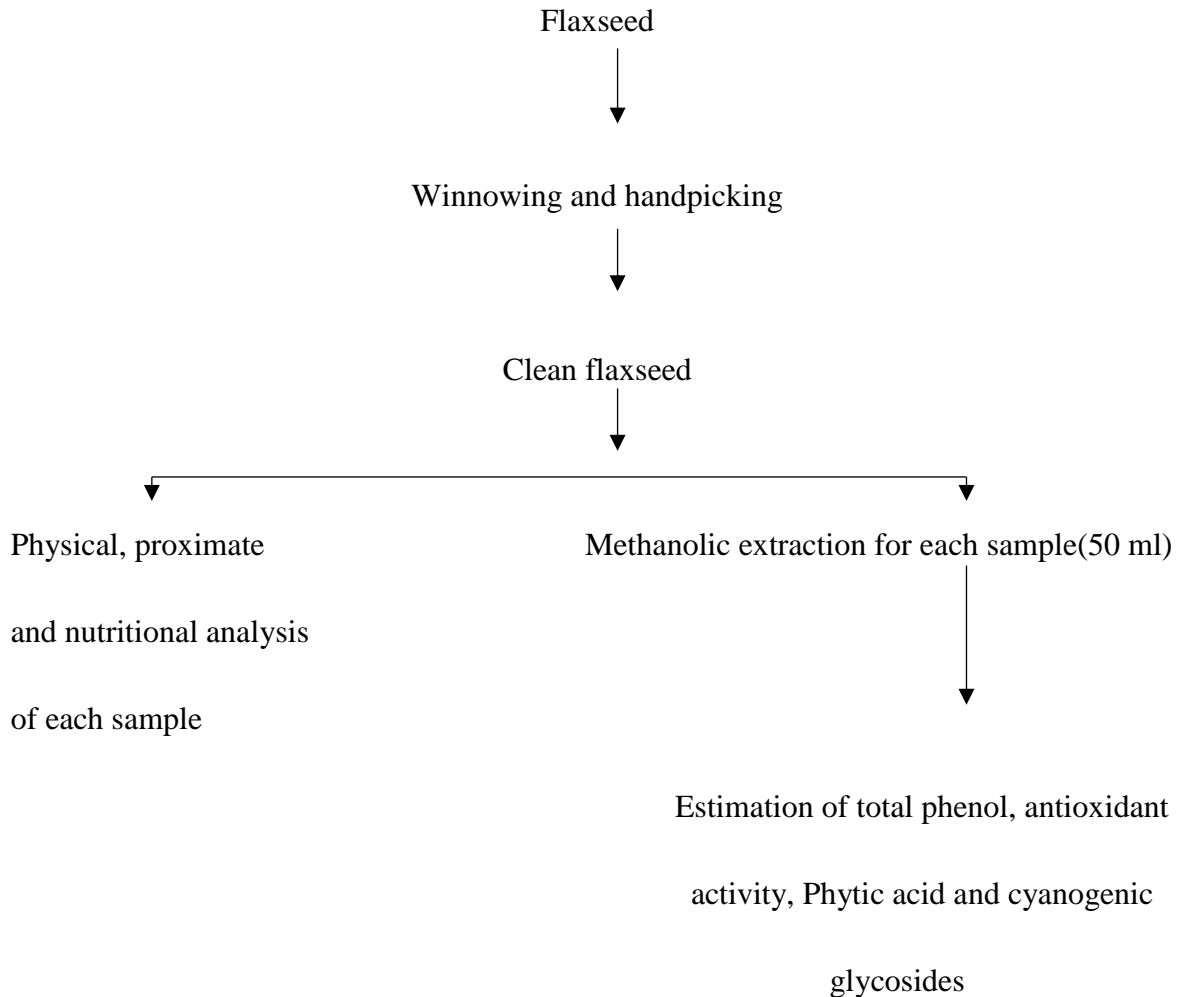 Flaxseed
Winnowing and handpicking
Clean flaxseed
Physical, proximate
and nutritional analysis
of each sample
Methanolic extraction for each sample(50 ml)
Estimation of total phenol, antioxidant
activity, Phytic acid and cyanogenic
glycosides